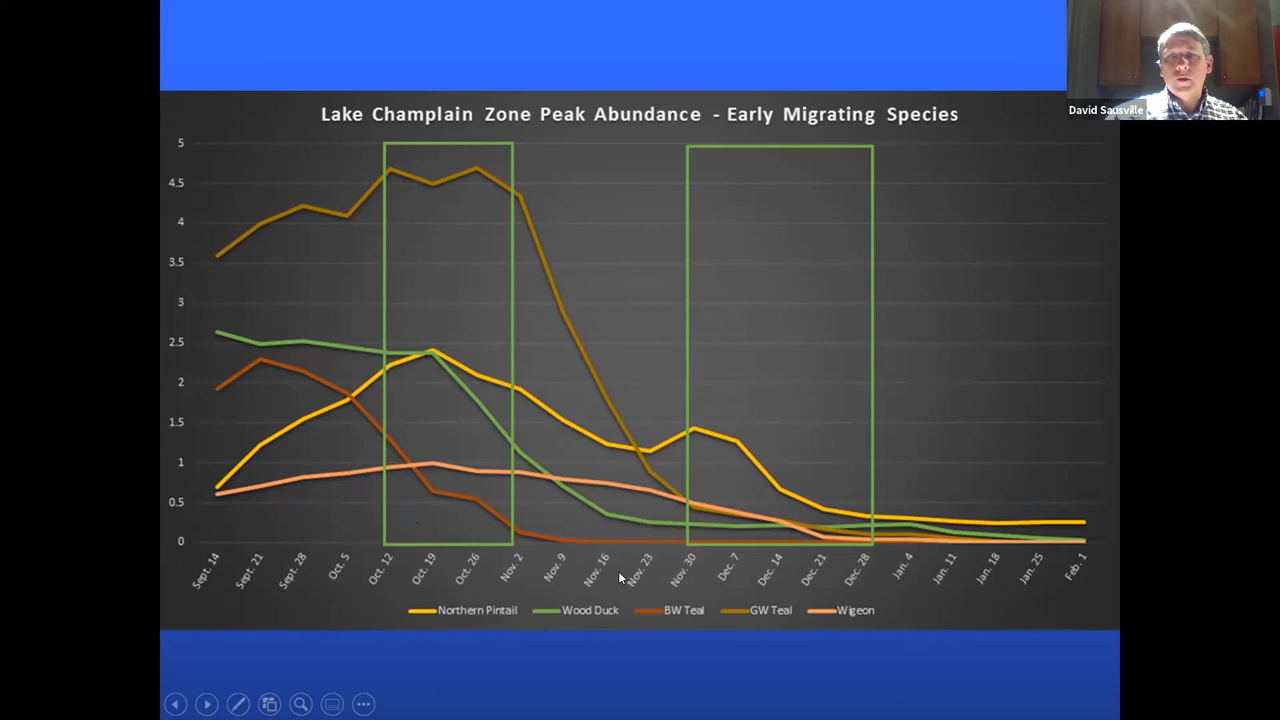 David Sausville
Lake Champlain Zone Peak Abundance - Early Migrating Species
5
4.5
4
3.5
3
2.5
2
1.5
1
0.5
0
Sept. 14 Sept. 21 Sept. 28 Oct. 5 Oct. 12 Oct. 19 Oct. 26 Nov. 2 Nov. 9 Nov. 16 Nov. 23 Nov. 30 Dec. 7 Dec. 14 Dec. 21 Dec. 28 Jan. 4 Jan. 11 Jan. 18 Jan. 25 Feb. 1
Northern Pintail Wood Duck BW Teal GW Teal Wigeon